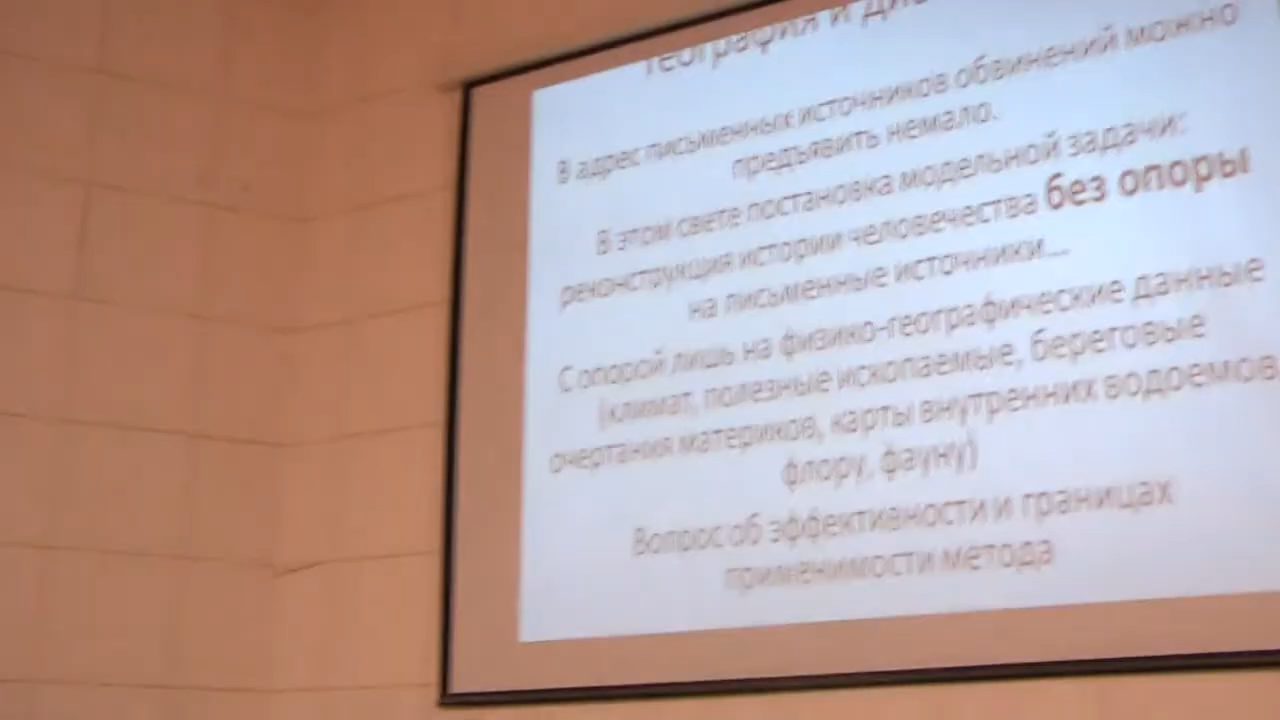 География и
В адрес письменных источников обвинений можно
предъявить немало.
В этом свете постановка модельной задачи:
реконструкция истории человечества без опоры
на письменные источники...
С опорой лишь на физико-географические данные
(климат, полезные ископаемые, береговые
очертания материков, карты внутренних водоемов,
флору, фауну)
Вопрос об эффективности и границах
применимости метода